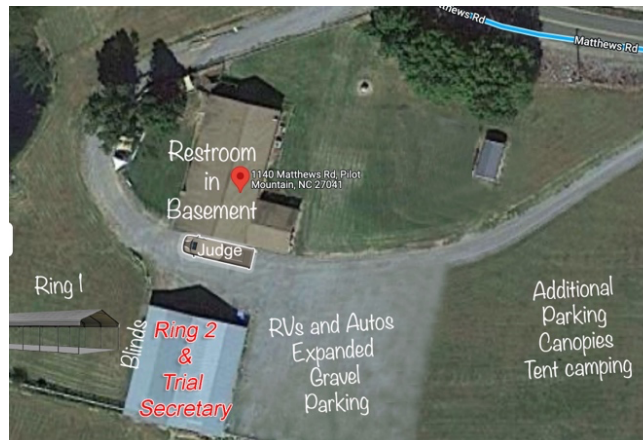 Matthews Rd
Matthews Rd
Restroom
in
Basement
1140 Matthews Rd, Pilot
Mountain, NC 27041
Judge
Ring 1
Blinds
Ring 2
&
Trial
Secretary
RVs and Autos
Expanded
Gravel
Parking
Additional
Parking
Canopies
Tent camping